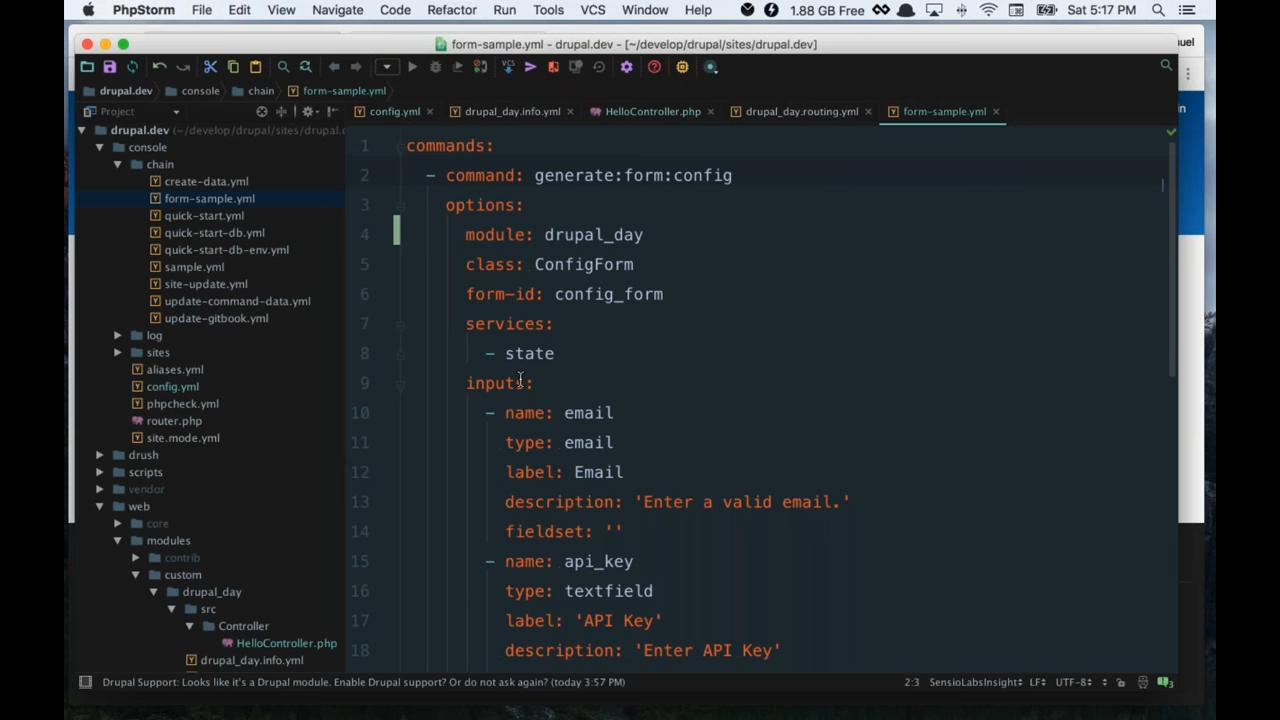 PhpStorm File Edit View Navigate Code Refactor Run Tools VCS Window Help 1.88 GB Free Sat 5:17 PM
form-sample.yml - drupal.dev - [~/develop/drupal/sites/drupal.dev]
uel
VCS
drupal.dev console chain form-sample.yml
in
Project
config.yml drupal_day.info.yml HelloController.php drupal_day.routing.yml form-sample.yml
drupal.dev (~/develop/drupal/sites/drupal.
console
chain
create-data.yml
form-sample.yml
quick-start.yml
quick-start-db.yml
quick-start-db-env.yml
sample.yml
site-update.yml
update-command-data.yml
update-gitbook.yml
log
sites
aliases.yml
config.yml
phpcheck.yml
router.php
site.mode.yml
drush
scripts
vendor
web
core
modules
contrib
custom
drupal_day
src
Controller
HelloController.php
drupal_day.info.yml
1 commands:
2 - command: generate:form:config
3 options:
4 module: drupal_day
5 class: ConfigForm
6 form-id: config_form
7 services:
8 - state
9 inputs:
10 - name: email
11 type: email
12 label: Email
13 description: 'Enter a valid email.'
14 fieldset: ''
15 - name: api_key
16 type: textfield
17 label: 'API Key'
18 description: 'Enter API Key'
Drupal Support: Looks like it's a Drupal module. Enable Drupal support? Or do not ask again? (today 3:57 PM) 2:3 SensioLabsInsight LF UTF-8 3